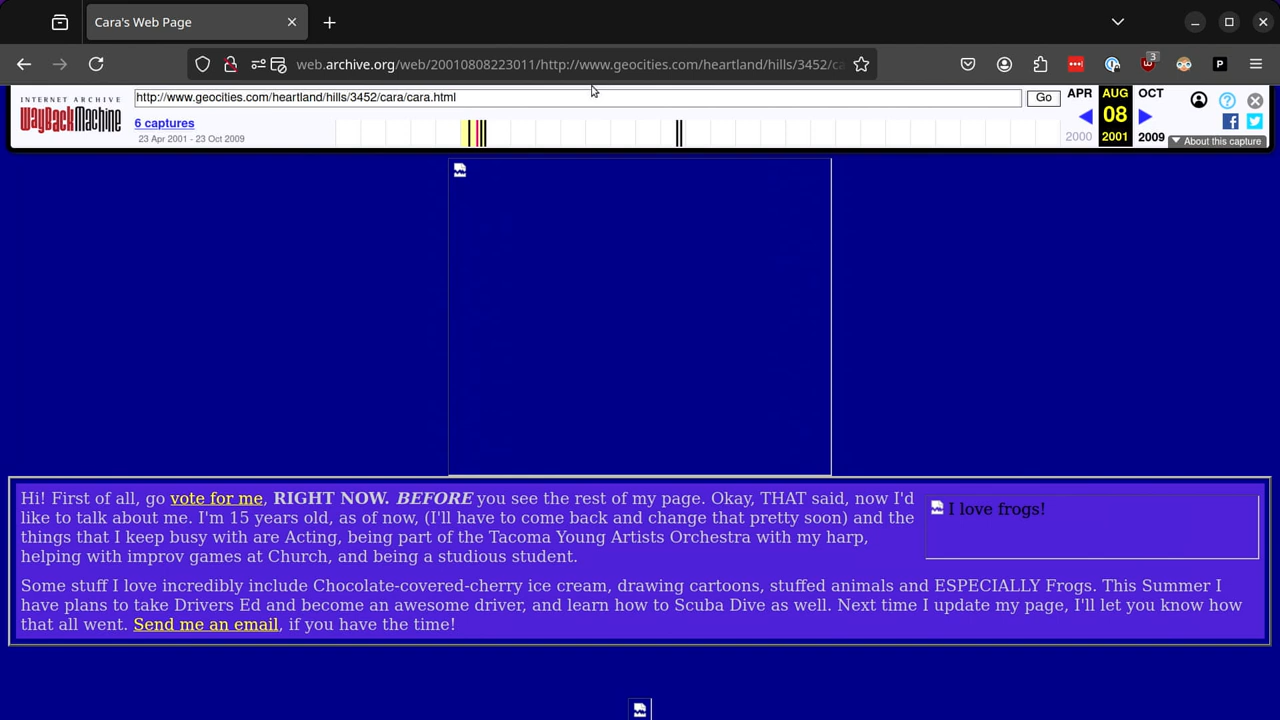 Cara's Web Page
web.archive.org/web/20010808223011/http://www.geocities.com/heartland/hills/3452/ca
3
P
INTERNET ARCHIVE
WayBackMachine
http://www.geocities.com/heartland/hills/3452/cara/cara.html
Go
APR AUG OCT
6 captures
08
23 Apr 2001 - 23 Oct 2009
2000 2001 2009
About this capture
Hi! First of all, go vote for me, RIGHT NOW. BEFORE you see the rest of my page. Okay, THAT said, now I'd
like to talk about me. I'm 15 years old, as of now, (I'll have to come back and change that pretty soon) and the
things that I keep busy with are Acting, being part of the Tacoma Young Artists Orchestra with my harp,
helping with improv games at Church, and being a studious student.
I love frogs!
Some stuff I love incredibly include Chocolate-covered-cherry ice cream, drawing cartoons, stuffed animals and ESPECIALLY Frogs. This Summer I
have plans to take Drivers Ed and become an awesome driver, and learn how to Scuba Dive as well. Next time I update my page, I'll let you know how
that all went. Send me an email, if you have the time!